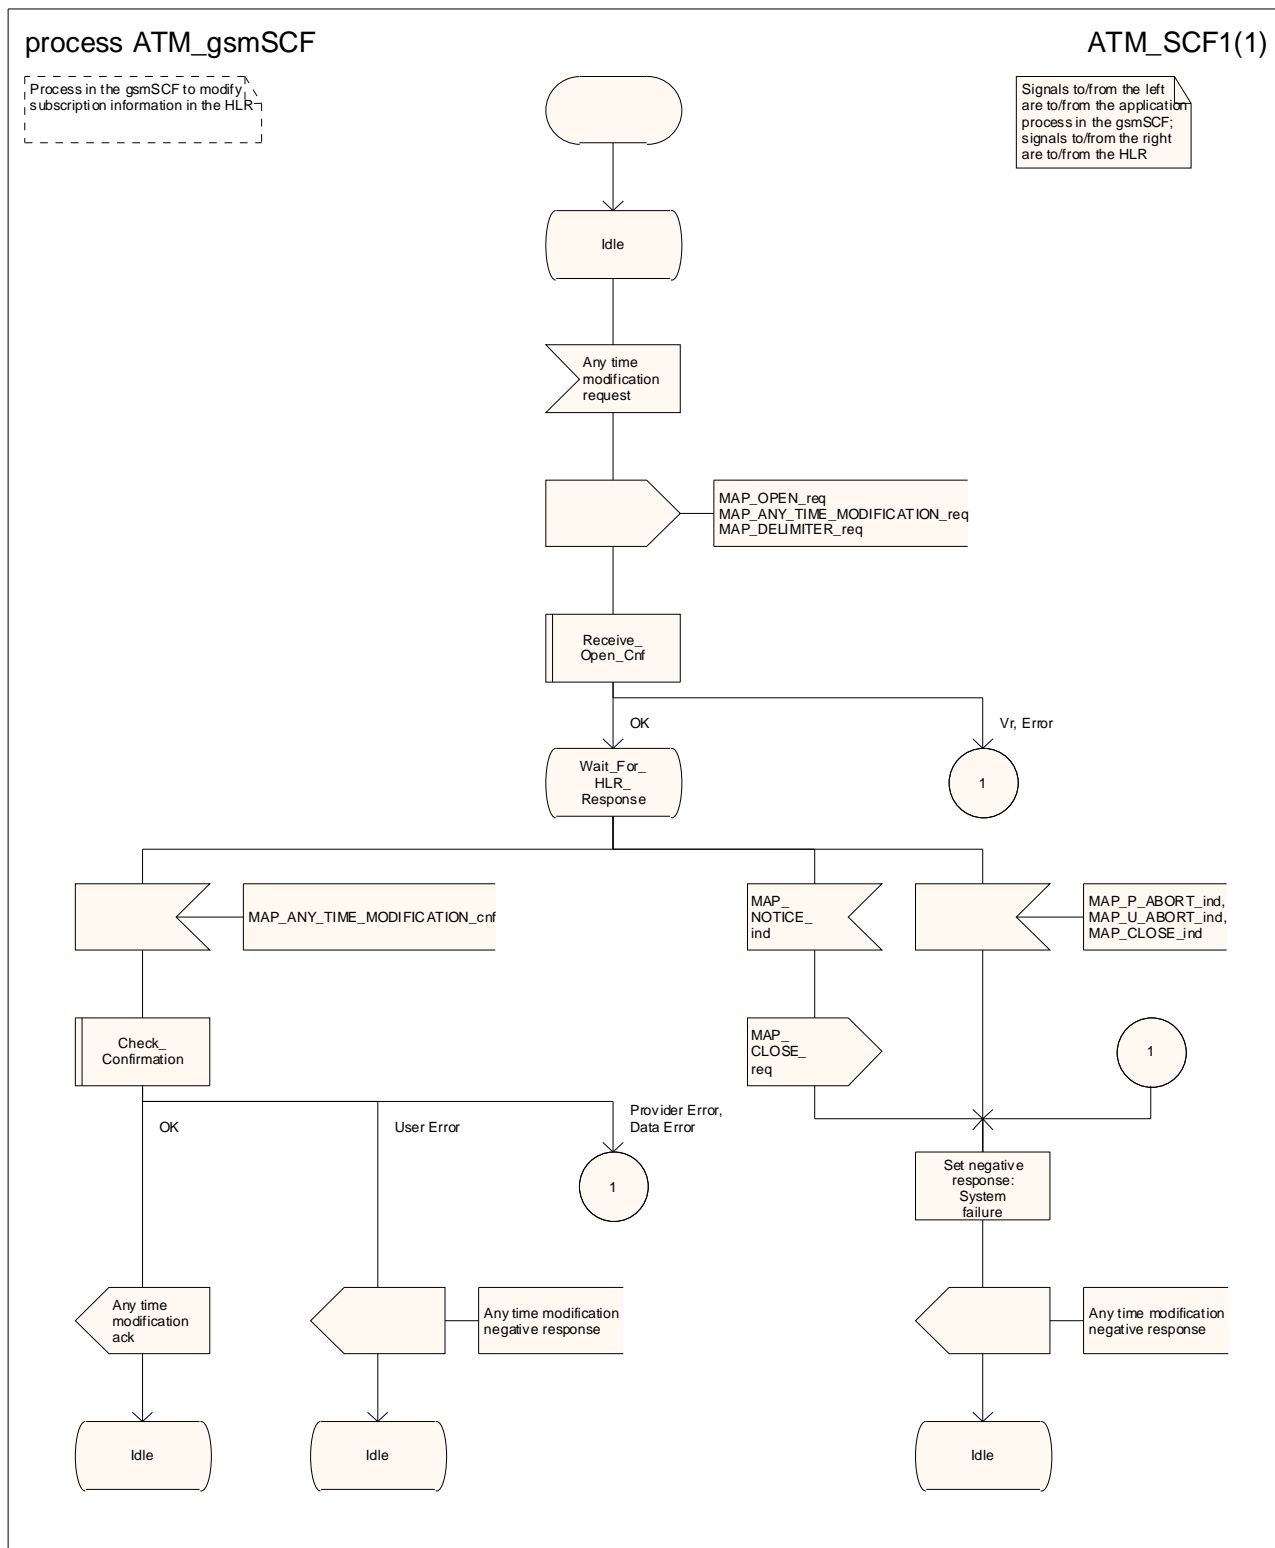 process ATM_gsmSCF
ATM_SCF1(1)
Process in the gsmSCF to modify
subscription information in the HLR
Signals to/from the left
are to/from the application
process in the gsmSCF;
signals to/from the right
are to/from the HLR
Idle
Any time
modification
request
MAP_OPEN_req
MAP_ANY_TIME_MODIFICATION_req
MAP_DELIMITER_req
Receive_
Open_Cnf
OK
Vr, Error
Wait_For_
HLR_
Response
1
MAP_ANY_TIME_MODIFICATION_cnf
MAP_
NOTICE_
ind
MAP_P_ABORT_ind,
MAP_U_ABORT_ind,
MAP_CLOSE_ind
Check_
Confirmation
MAP_
CLOSE_
req
1
OK
User Error
Provider Error,
Data Error
1
Set negative
response:
System
failure
Any time
modification
ack
Any time modification
negative response
Any time modification
negative response
Idle
Idle
Idle